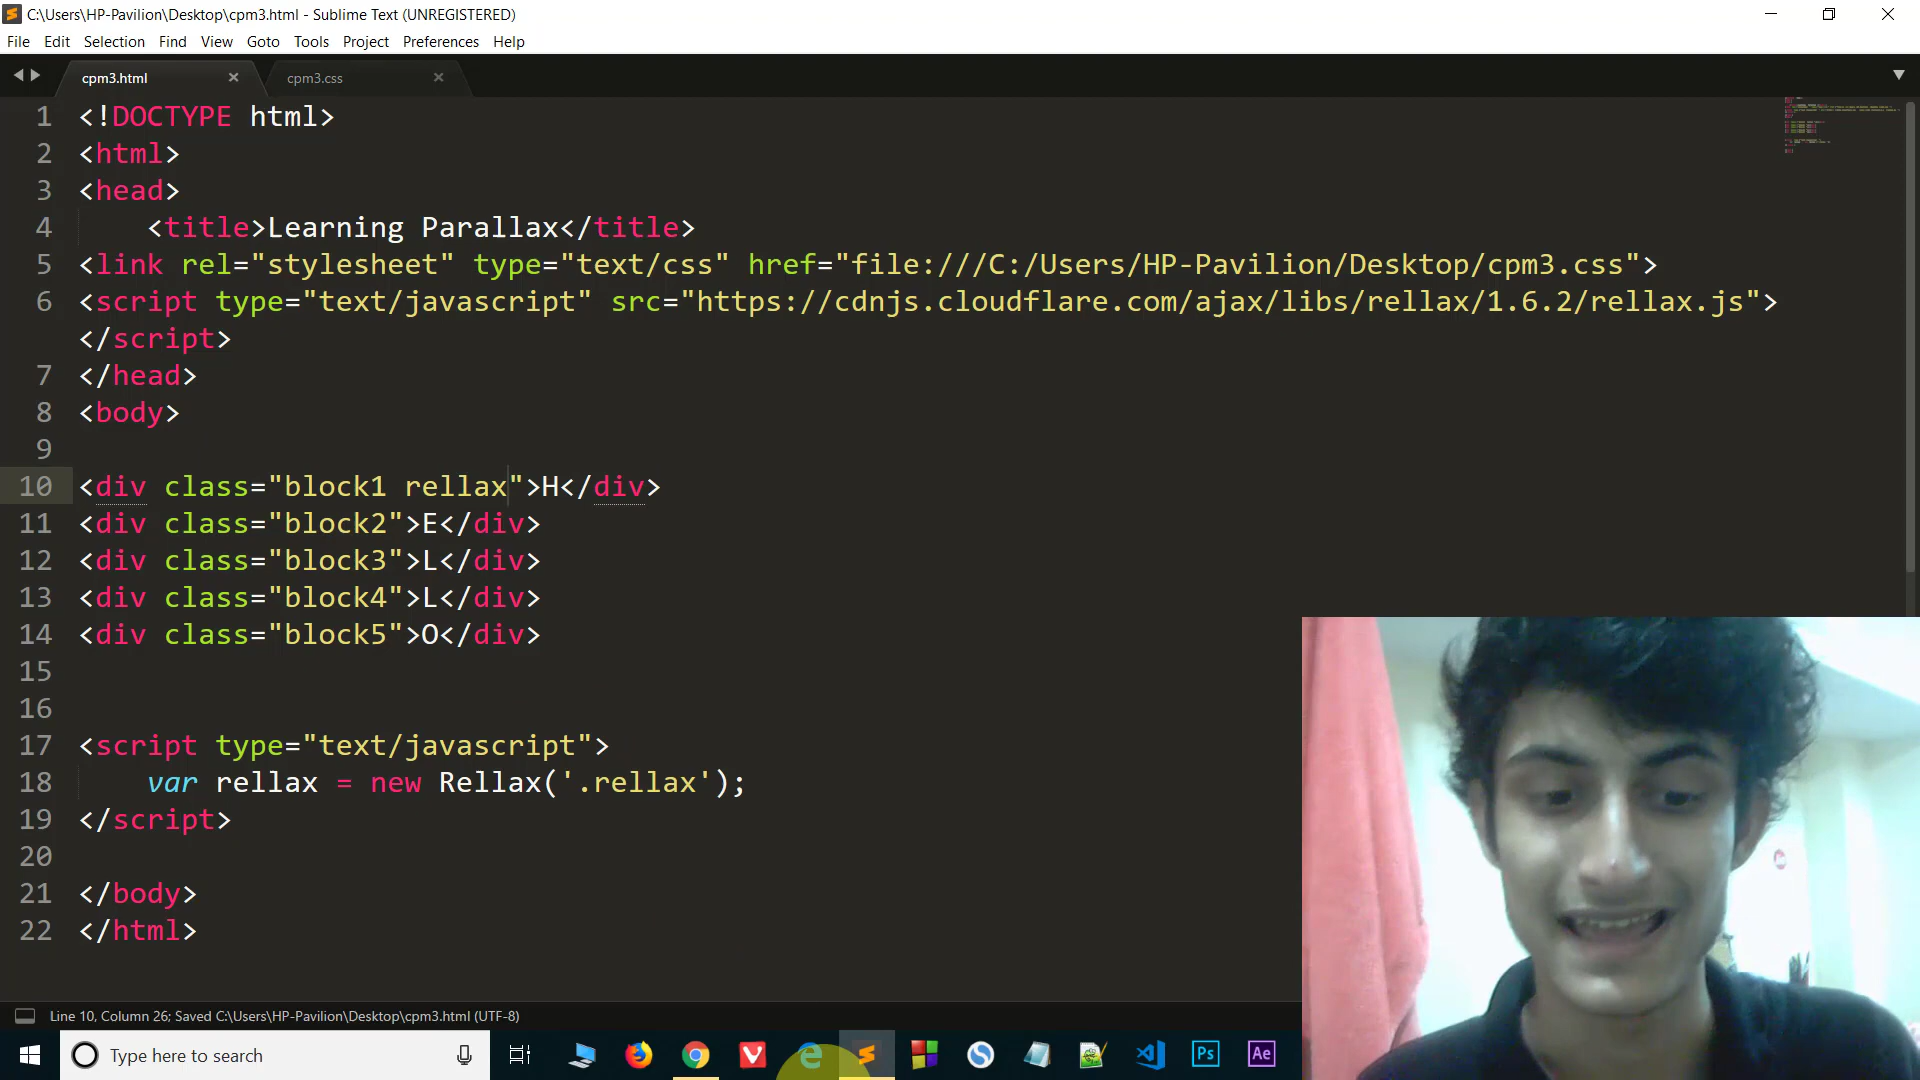 C:\Users\HP-Pavilion\Desktop\cpm3.html - Sublime Text (UNREGISTERED)
File Edit Selection Find View Goto Tools Project Preferences Help
cpm3.html cpm3.css
1 <!DOCTYPE html>
2 <html>
3 <head>
4 <title>Learning Parallax</title>
5 <link rel="stylesheet" type="text/css" href="file:///C:/Users/HP-Pavilion/Desktop/cpm3.css">
6 <script type="text/javascript" src="https://cdnjs.cloudflare.com/ajax/libs/rellax/1.6.2/rellax.js">
</script>
7 </head>
8 <body>
9
10 <div class="block1 rellax">H</div>
11 <div class="block2">E</div>
12 <div class="block3">L</div>
13 <div class="block4">L</div>
14 <div class="block5">O</div>
15
16
17 <script type="text/javascript">
18 var rellax = new Rellax('.rellax');
19 </script>
20
21 </body>
22 </html>
Line 10, Column 26; Saved C:\Users\HP-Pavilion\Desktop\cpm3.html (UTF-8)
Type here to search
Ps
Ae